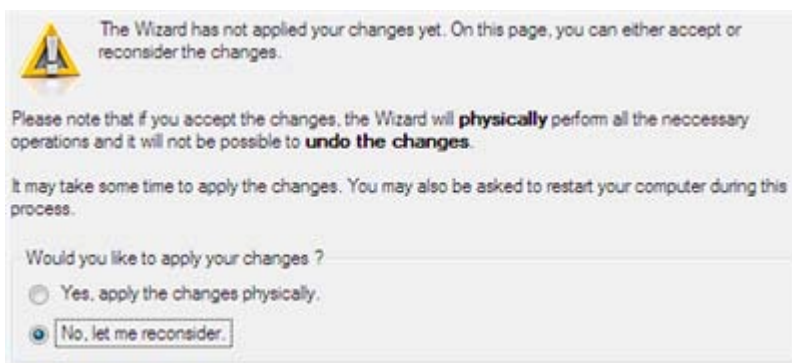 The Wizard has not applied your changes yet. On this page, you can either accept or
reconsider the changes.
Please note that if you accept the changes, the Wizard will physically perform all the neccessary
operations and it will not be possible to undo the changes.
It may take some time to apply the changes. You may also be asked to restart your computer during this
process.
Would you like to apply your changes ?
Yes, apply the changes physically.
No, let me reconsider.